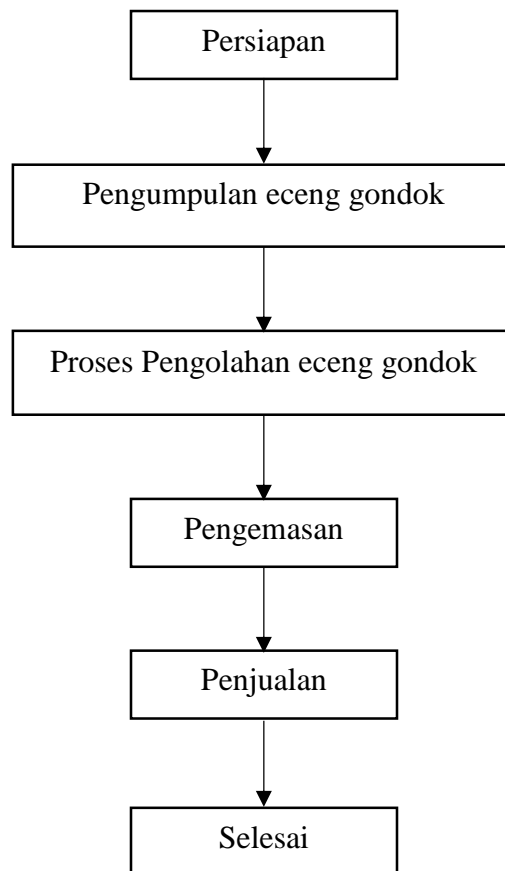 Persiapan
Pengumpulan eceng gondok
Proses Pengolahan eceng gondok
Pengemasan
Penjualan
Selesai